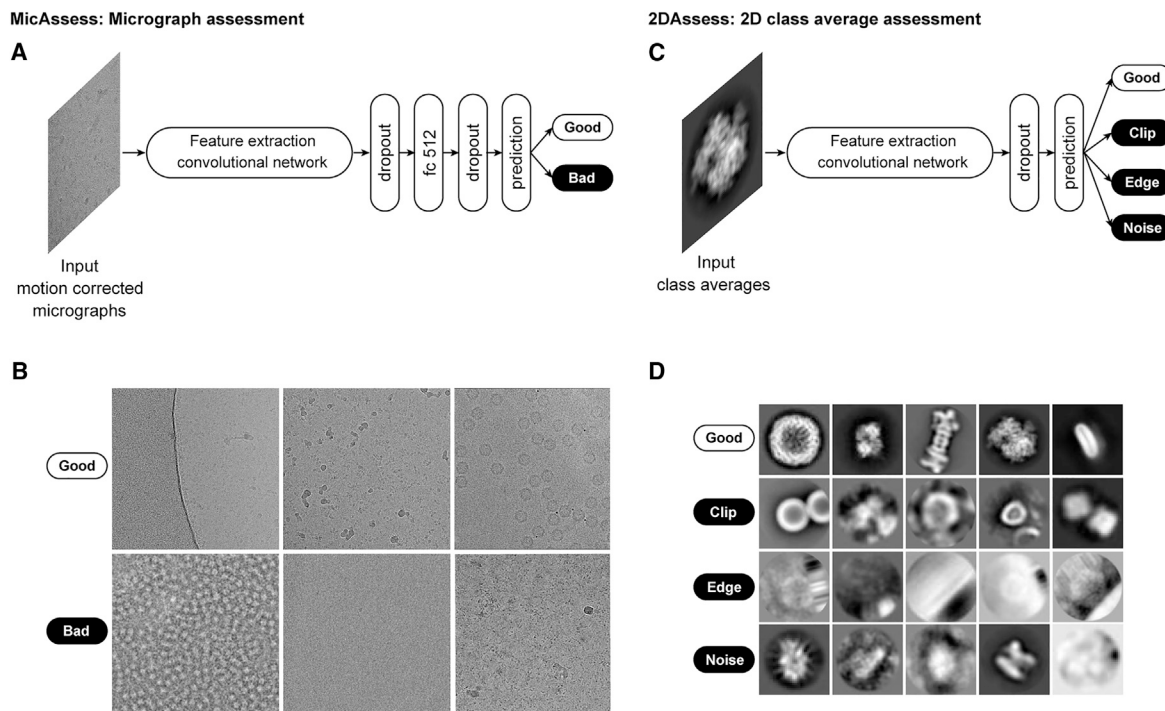 MicAssess: Micrograph assessment
A
Input
motion corrected
micrographs
Feature extraction
convolutional network
dropout
fc 512
dropout
prediction
Good
Bad
B
Good
Bad
2DAssess: 2D class average assessment
C
Input
class averages
Feature extraction
convolutional network
dropout
prediction
Good
Clip
Edge
Noise
D
Good
Clip
Edge
Noise